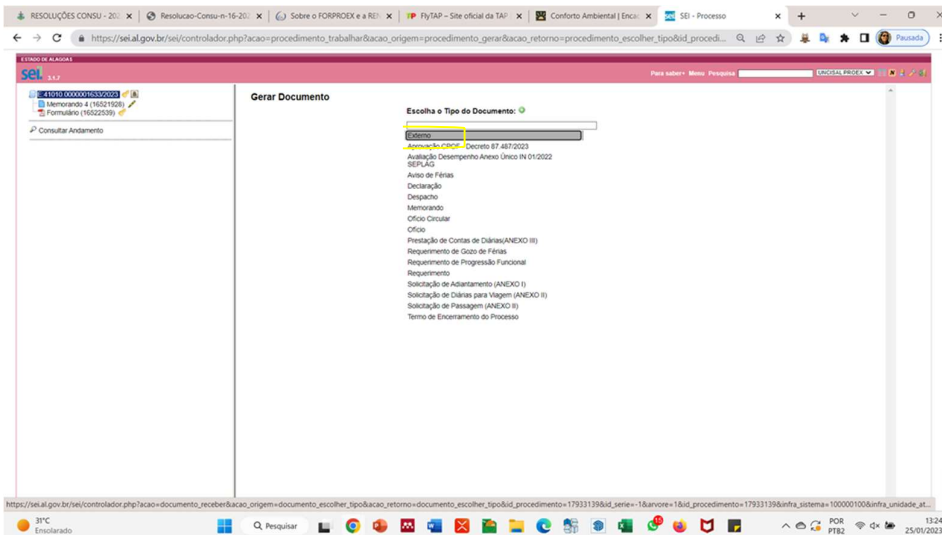 RESOLUÇÕES CONSU - 202
Resolucao-Consu-n-16-202
Sobre o FORPROEX e a REN
FlyTAP – Site oficial da TAP
Conforto Ambiental | Encac
SEI - Processo
https://sei.al.gov.br/sei/controlador.php?acao=procedimento_trabalhar&acao_origem=procedimento_gerar&acao_retorno=procedimento_escolher_tipo&id_procedi...
Pausada
ESTADO DE ALAGOAS
sei. 3.1.7
Para saber+ Menu Pesquisa
UNCISAL PROEX
E:41010.0000001633/2023
Memorando 4 (16521928)
Formulário (16522539)
Consultar Andamento
Gerar Documento
Escolha o Tipo do Documento:
Externo
Aprovação CPOF - Decreto 87.487/2023
Avaliação Desempenho Anexo Único IN 01/2022
SEPLAG
Aviso de Férias
Declaração
Despacho
Memorando
Ofício Circular
Ofício
Prestação de Contas de Diárias(ANEXO III)
Requerimento de Gozo de Férias
Requerimento de Progressão Funcional
Requerimento
Solicitação de Adiantamento (ANEXO I)
Solicitação de Diárias para Viagem (ANEXO II)
Solicitação de Passagem (ANEXO II)
Termo de Encerramento do Processo
https://sei.al.gov.br/sei/controlador.php?acao=documento_receber&acao_origem=documento_escolher_tipo&acao_retorno=documento_escolher_tipo&id_procedimento=17933139&id_serie=-1&arvore=1&id_procedimento=17933139&infra_sistema=100000100&infra_unidade_at...
31°C
Ensolarado
Pesquisar
POR
PTB2
13:24
25/01/2023